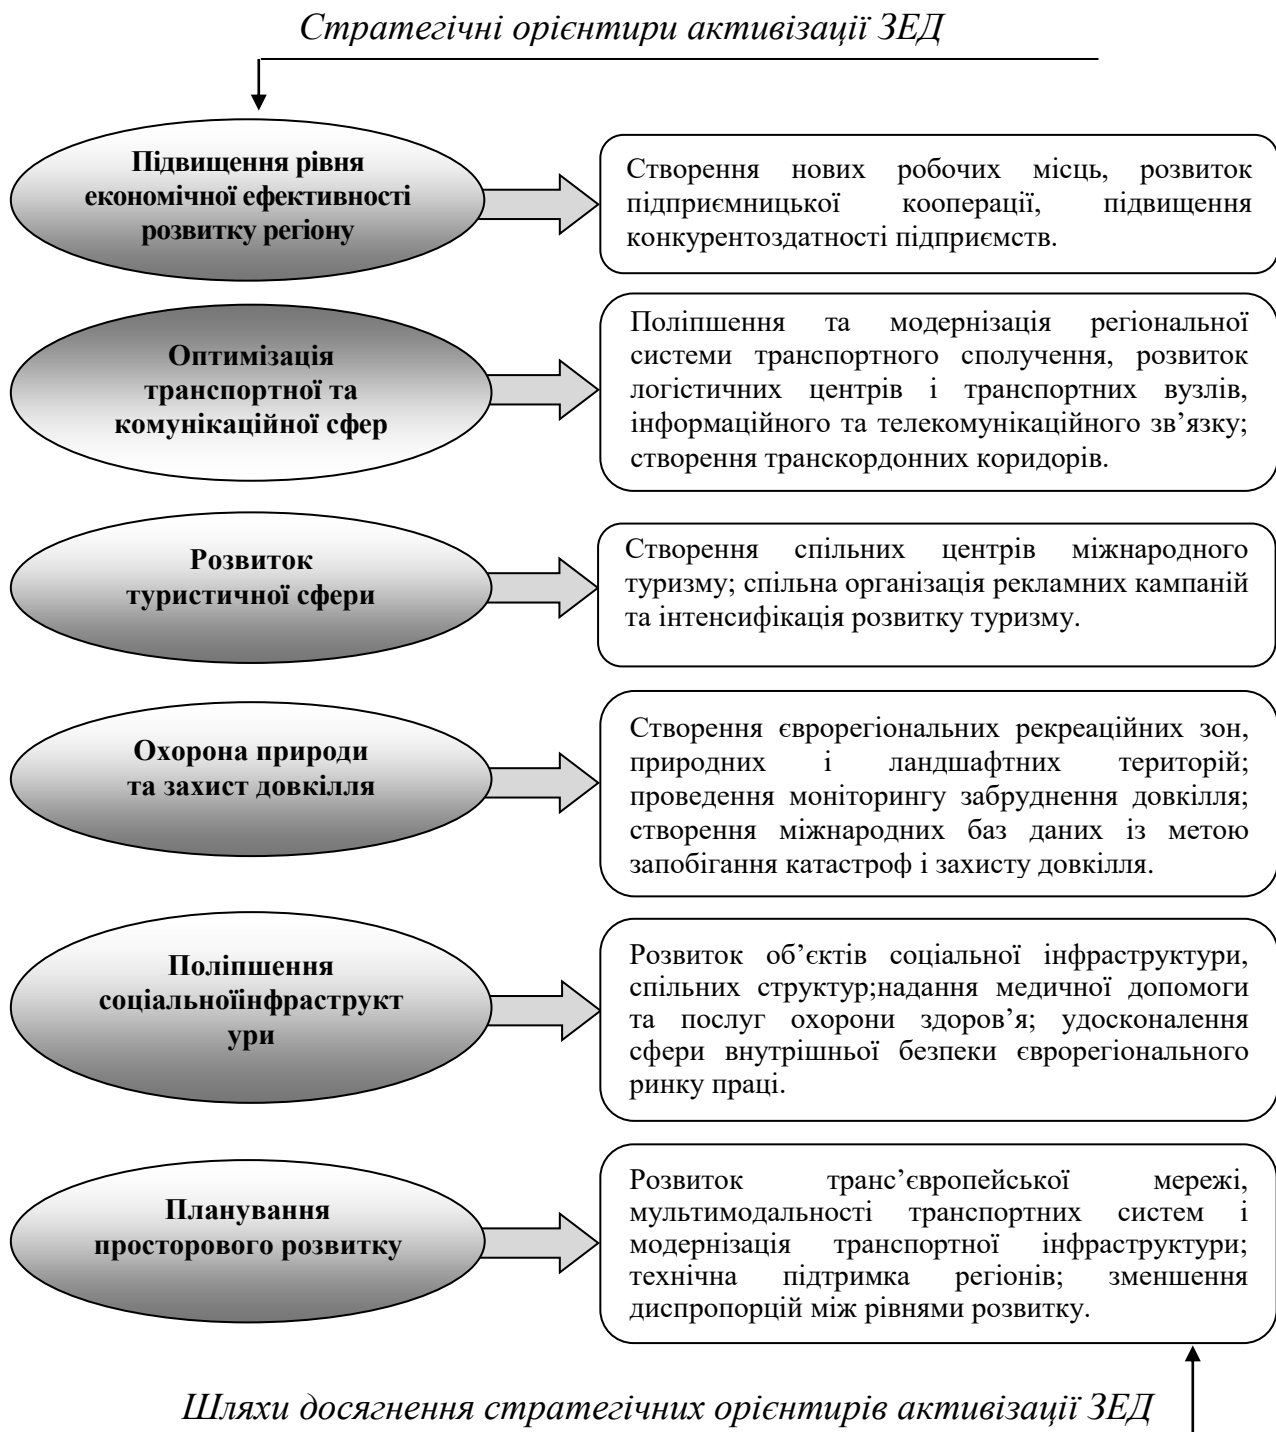 Стратегічні орієнтири активізації ЗЕД
Підвищення рівня
економічної ефективності
розвитку регіону
Створення нових робочих місць, розвиток
підприємницької кооперації, підвищення
конкурентоздатності підприємств.
Оптимізація
транспортної та
комунікаційної сфер
Поліпшення та модернізація регіональної
системи транспортного сполучення, розвиток
логістичних центрів і транспортних вузлів,
інформаційного та телекомунікаційного зв’язку;
створення транскордонних коридорів.
Розвиток
туристичної сфери
Створення спільних центрів міжнародного
туризму; спільна організація рекламних кампаній
та інтенсифікація розвитку туризму.
Охорона природи
та захист довкілля
Створення єврорегіональних рекреаційних зон,
природних і ландшафтних територій;
проведення моніторингу забруднення довкілля;
створення міжнародних баз даних із метою
запобігання катастроф і захисту довкілля.
Поліпшення
соціальноїінфраструкт
ури
Розвиток об’єктів соціальної інфраструктури,
спільних структур;надання медичної допомоги
та послуг охорони здоров’я; удосконалення
сфери внутрішньої безпеки єврорегіонального
ринку праці.
Планування
просторового розвитку
Розвиток транс’європейської мережі,
мультимодальності транспортних систем і
модернізація транспортної інфраструктури;
технічна підтримка регіонів; зменшення
диспропорцій між рівнями розвитку.
Шляхи досягнення стратегічних орієнтирів активізації ЗЕД